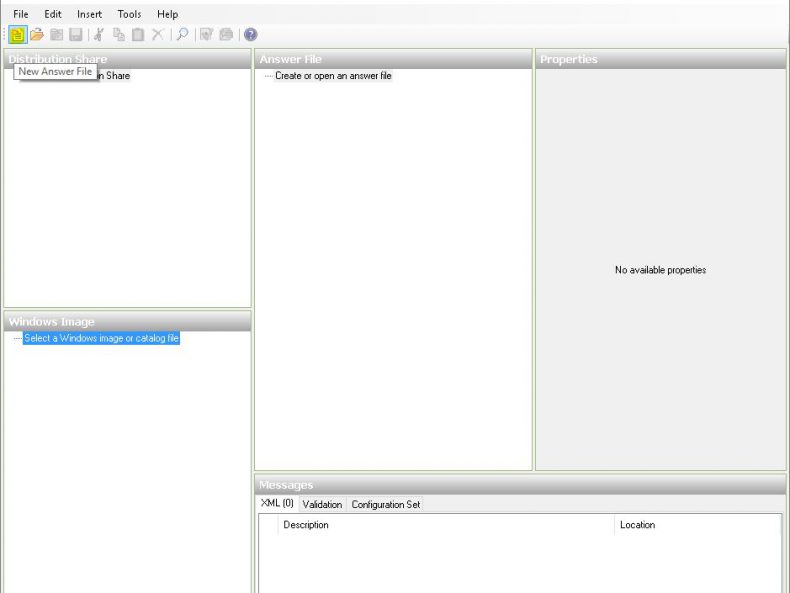 File Edit Insert Tools Help
Distribution Share
New Answer File
n Share
Answer File
Create or open an answer file
Properties
No available properties
Windows Image
Select a Windows image or catalog file
Messages
XML (0) Validation Configuration Set
Description Location